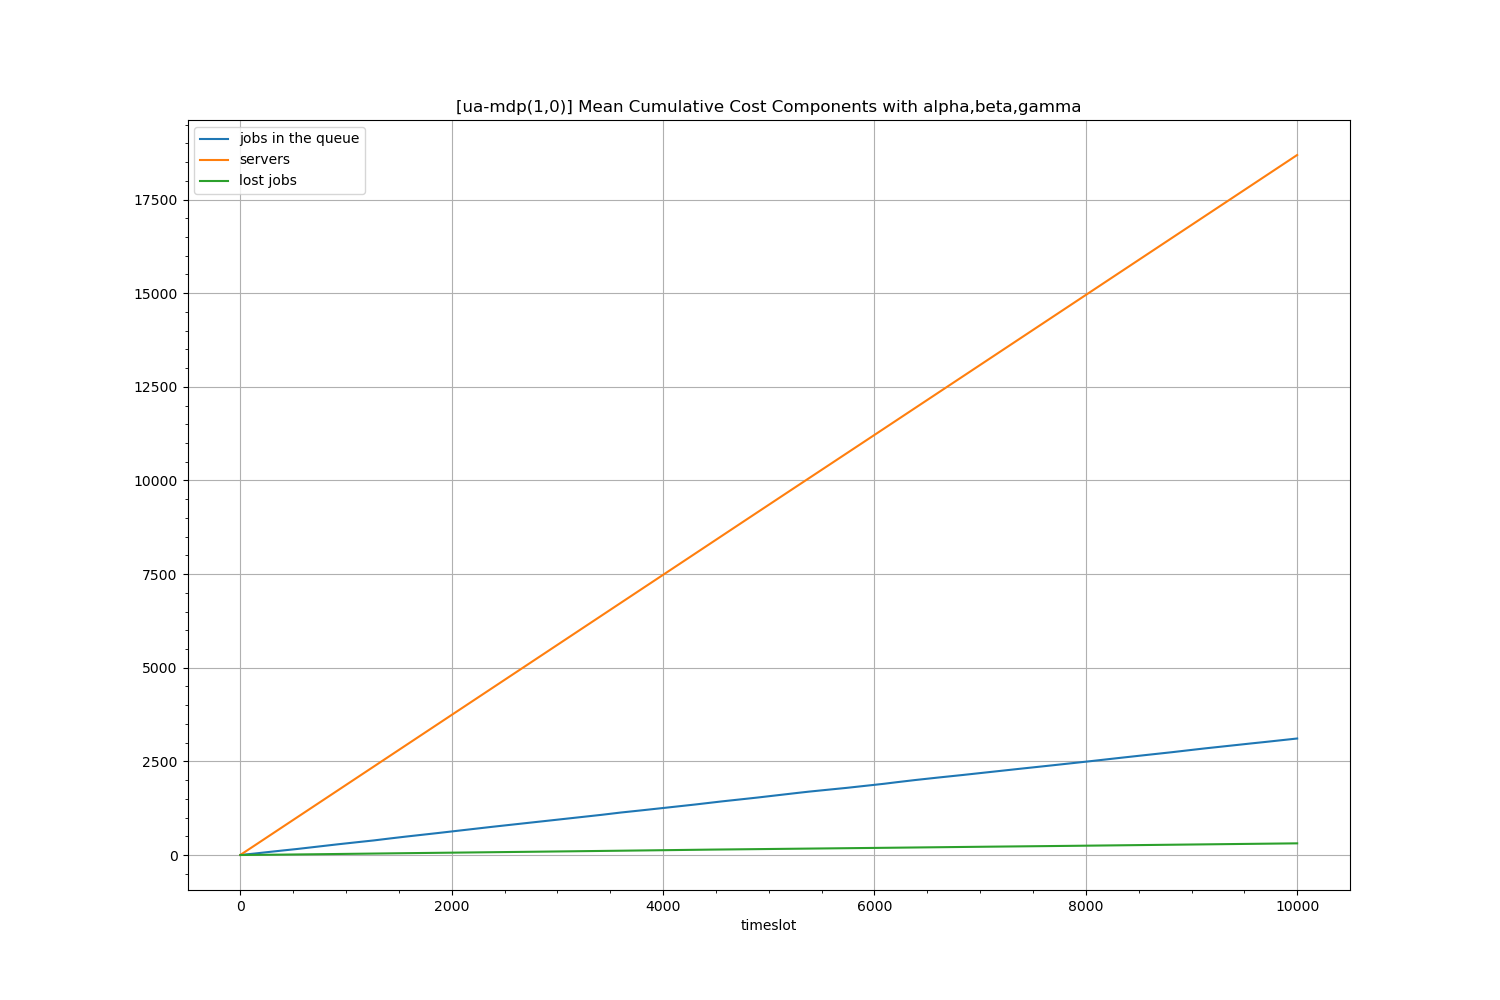 [ua-mdp(1,0)] Mean Cumulative Cost Components with alpha,beta,gamma
jobs in the queue
servers
lost jobs
17500
15000
12500
10000
7500
5000
2500
0
0 2000 4000 6000 8000 10000
timeslot